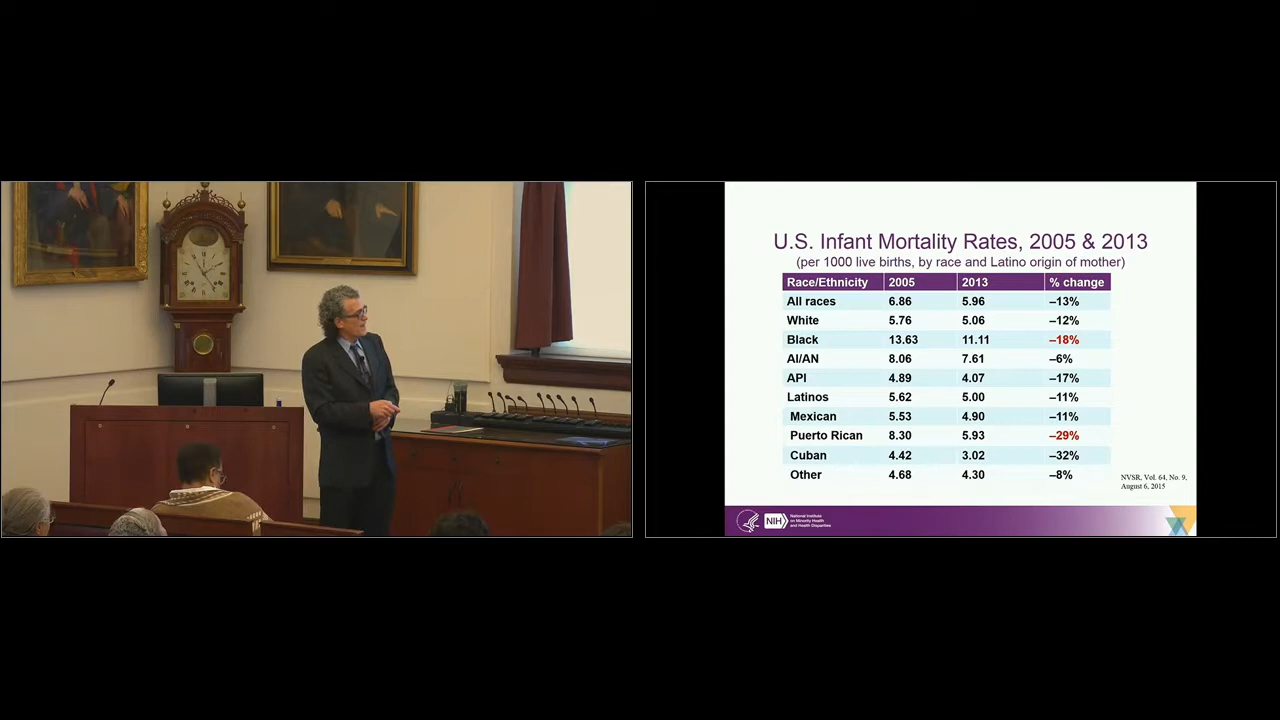 U.S. Infant Mortality Rates, 2005 & 2013
(per 1000 live births, by race and Latino origin of mother)
Race/Ethnicity 2005 2013 % change
All races 6.86 5.96 –13%
White 5.76 5.06 –12%
Black 13.63 11.11 –18%
AI/AN 8.06 7.61 –6%
API 4.89 4.07 –17%
Latinos 5.62 5.00 –11%
Mexican 5.53 4.90 –11%
Puerto Rican 8.30 5.93 –29%
Cuban 4.42 3.02 –32%
Other 4.68 4.30 –8%
NVSR, Vol. 64, No. 9,
August 6, 2015
NIH
National Institute
on Minority Health
and Health Disparities